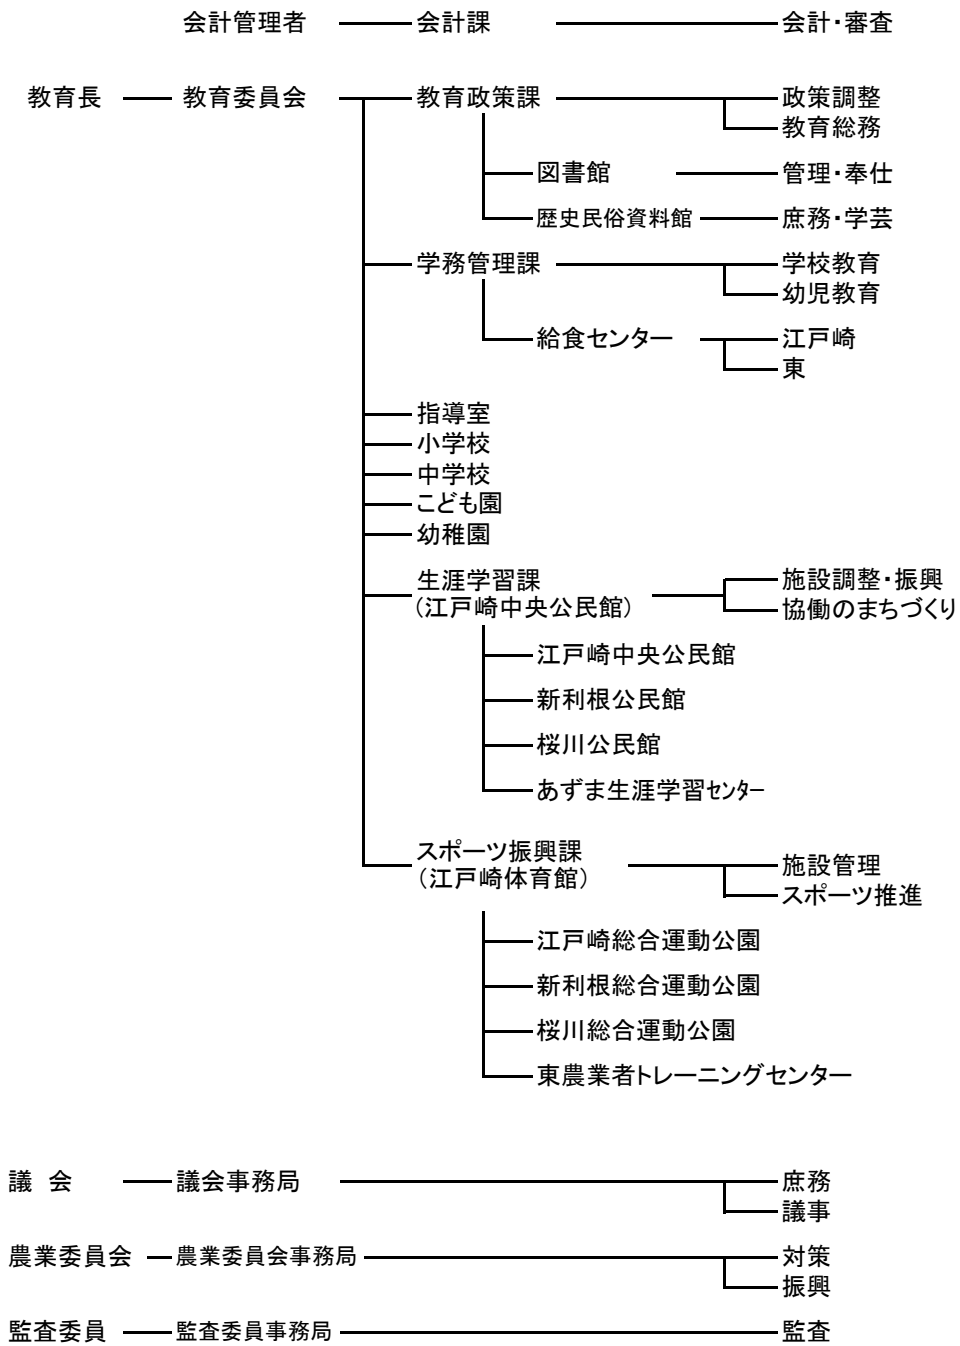 会計管理者 会計課 会計・審査
教育長 教育委員会 教育政策課 政策調整
教育総務
図書館 管理・奉仕
歴史民俗資料館 庶務・学芸
学務管理課 学校教育
幼児教育
給食センター 江戸崎
東
指導室
小学校
中学校
こども園
幼稚園
生涯学習課 施設調整・振興
(江戸崎中央公民館) 協働のまちづくり
江戸崎中央公民館
新利根公民館
桜川公民館
あずま生涯学習ｾﾝﾀｰ
スポーツ振興課 施設管理
(江戸崎体育館) スポーツ推進
江戸崎総合運動公園
新利根総合運動公園
桜川総合運動公園
東農業者トレーニングセンター
議 会 議会事務局 庶務
議事
農業委員会 農業委員会事務局 対策
振興
監査委員 監査委員事務局 監査